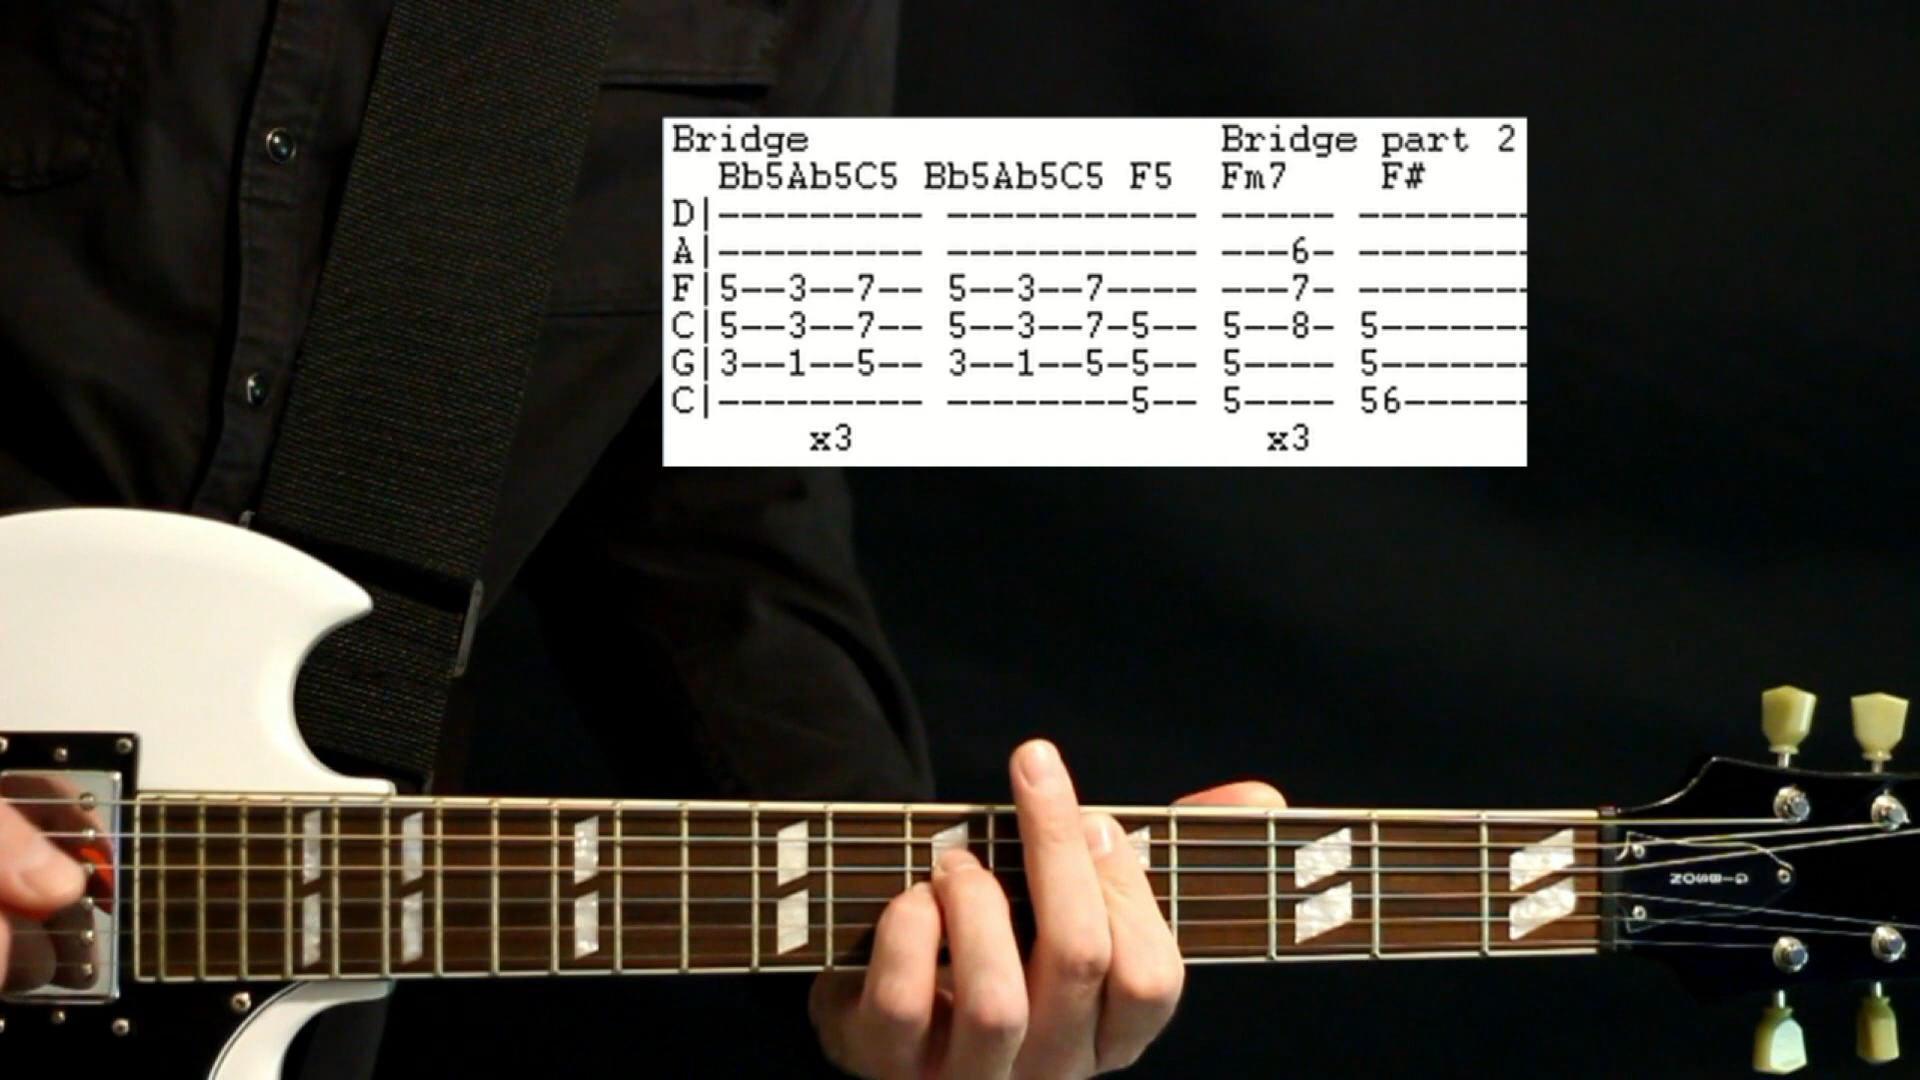 Bridge                  Bridge part 2
  Bb5Ab5C5 Bb5Ab5C5 F5  Fm7    F#
D|--------- ----------- ----- --------
A|--------- ----------- ---6- --------
F|5--3--7-- 5--3--7---- ---7- --------
C|5--3--7-- 5--3--7-5-- 5--8- 5-------
G|3--1--5-- 3--1--5-5-- 5---- 5-------
C|--------- --------5-- 5---- 56------
      x3                  x3
GIBSON